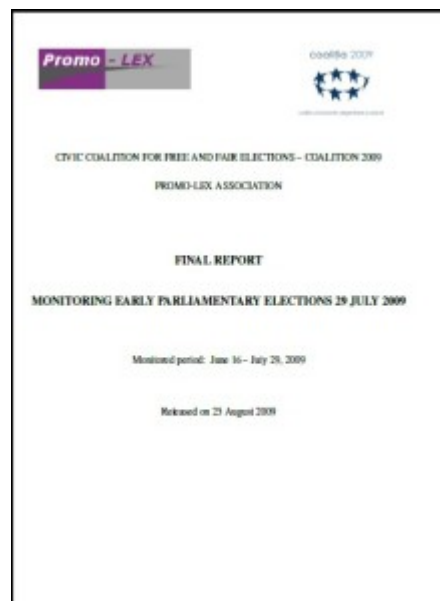 Promo - LEX
coaliția 2009
CIVIC COALITION FOR FREE AND FAIR ELECTIONS – COALITION 2009
PROMO-LEX ASSOCIATION
FINAL REPORT
MONITORING EARLY PARLIAMENTARY ELECTIONS 29 JULY 2009
Monitored period: June 16 – July 29, 2009
Released on 25 August 2009